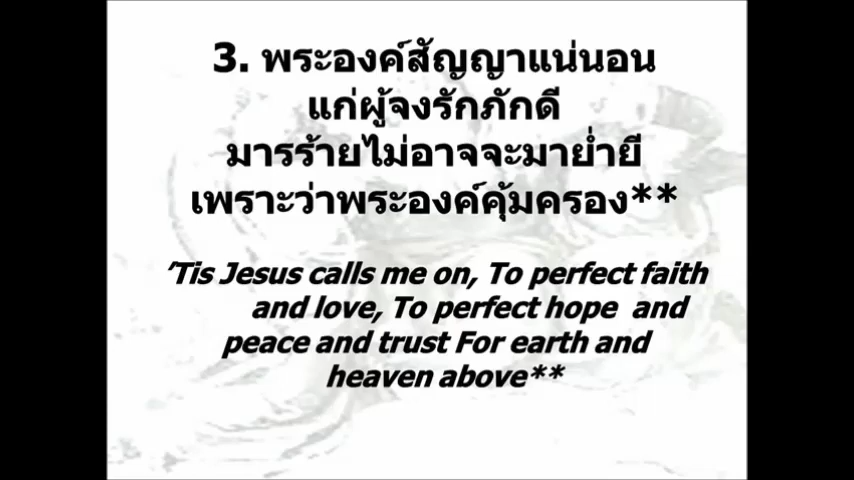 3. พระองค์สัญญาแน่นอน
แก่ผู้จงรักภักดี
มารร้ายไม่อาจจะมาย่ำยี
เพราะว่าพระองค์คุ้มครอง**
’Tis Jesus calls me on, To perfect faith
and love, To perfect hope and
peace and trust For earth and
heaven above**